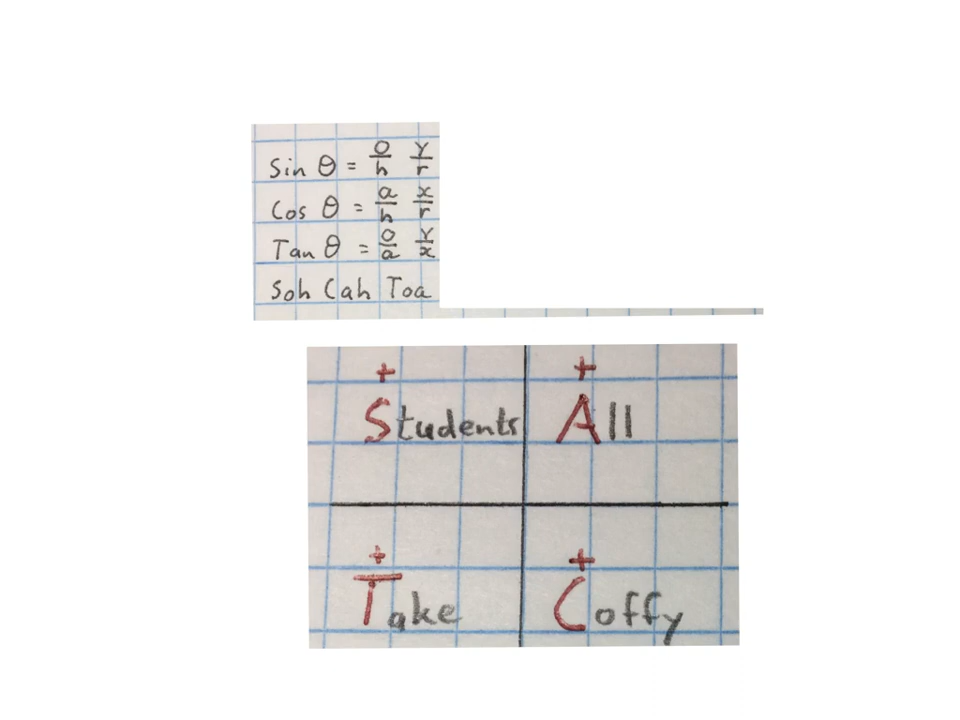 Sin θ = o/h y/r
Cos θ = a/h x/r
Tan θ = o/a y/x
Soh Cah Toa
+ +
Students All
+ +
Take Coffy